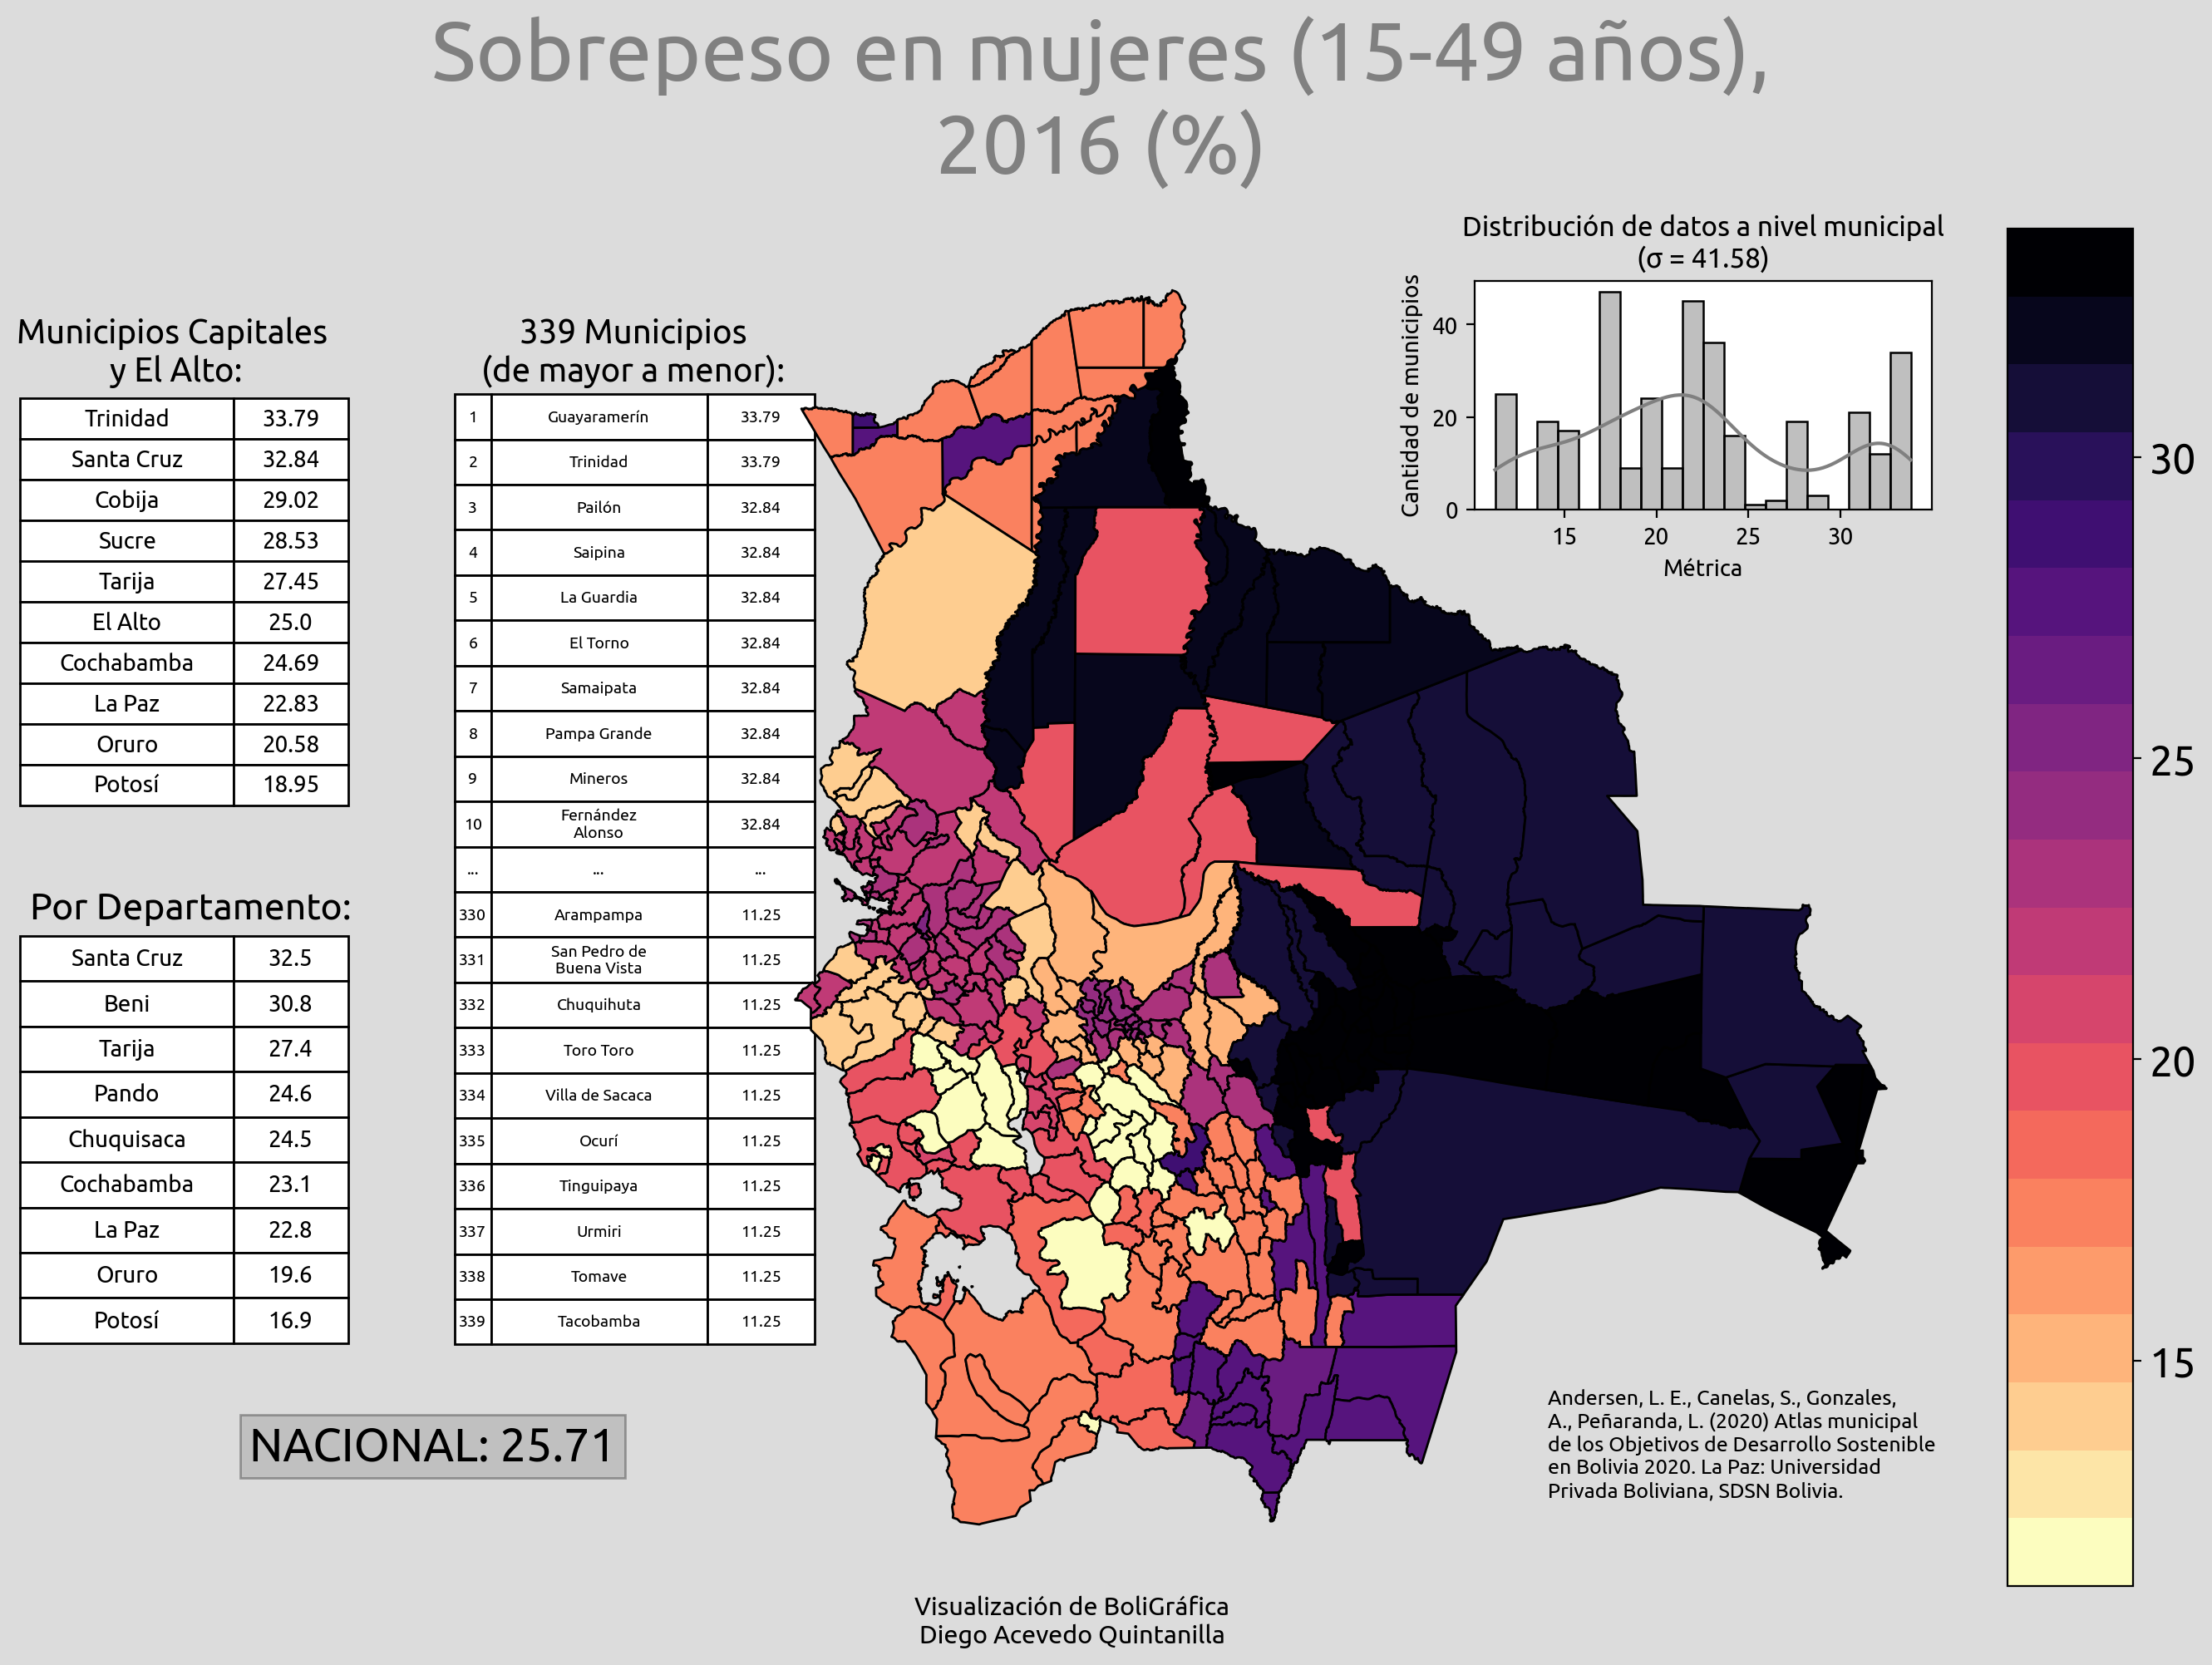 Sobrepeso en mujeres (15-49 años),
2016 (%)
Municipios Capitales
y El Alto:
Trinidad 33.79
Santa Cruz 32.84
Cobija 29.02
Sucre 28.53
Tarija 27.45
El Alto 25.0
Cochabamba 24.69
La Paz 22.83
Oruro 20.58
Potosí 18.95
Por Departamento:
Santa Cruz 32.5
Beni 30.8
Tarija 27.4
Pando 24.6
Chuquisaca 24.5
Cochabamba 23.1
La Paz 22.8
Oruro 19.6
Potosí 16.9
NACIONAL: 25.71
339 Municipios
(de mayor a menor):
1 Guayaramerín 33.79
2 Trinidad 33.79
3 Pailón 32.84
4 Saipina 32.84
5 La Guardia 32.84
6 El Torno 32.84
7 Samaipata 32.84
8 Pampa Grande 32.84
9 Mineros 32.84
10 Fernández
Alonso 32.84
... ... ...
330 Arampampa 11.25
331 San Pedro de
Buena Vista 11.25
332 Chuquihuta 11.25
333 Toro Toro 11.25
334 Villa de Sacaca 11.25
335 Ocurí 11.25
336 Tinguipaya 11.25
337 Urmiri 11.25
338 Tomave 11.25
339 Tacobamba 11.25
Distribución de datos a nivel municipal
(σ = 41.58)
Cantidad de municipios
40
20
0
15 20 25 30
Métrica
30
25
20
15
Andersen, L. E., Canelas, S., Gonzales,
A., Peñaranda, L. (2020) Atlas municipal
de los Objetivos de Desarrollo Sostenible
en Bolivia 2020. La Paz: Universidad
Privada Boliviana, SDSN Bolivia.
Visualización de BoliGráfica
Diego Acevedo Quintanilla